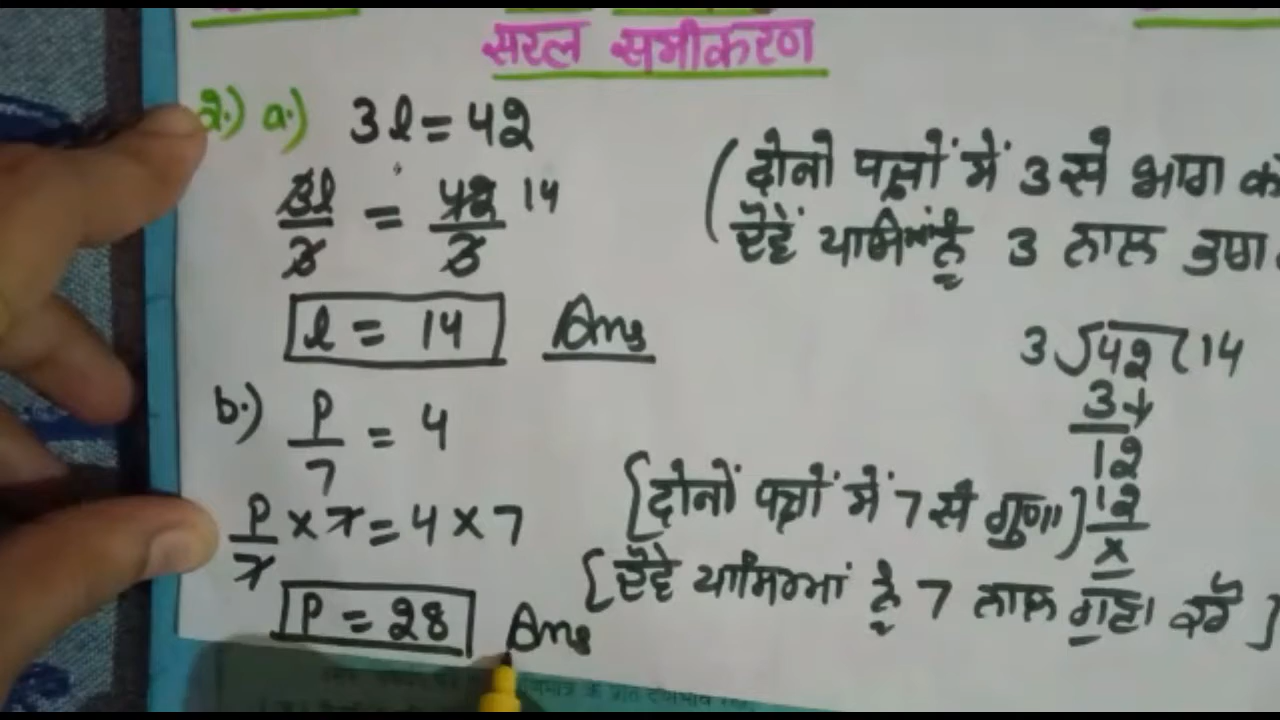 सरल समीकरण
2.) a.) 3l = 42
3l/3 = 42/3 14
(दोनो पक्षों में 3 से भाग
ਦੋਵੇਂ ਪਾਸਿਆਂ ਨੂੰ 3 ਨਾਲ ਭਾਗ
l = 14 Ans
3 42 14
3
12
12
x
b.) P/7 = 4
P/7 × 7 = 4 × 7
[दोनों पक्षों में 7 से गुणा]
[ਦੋਵੇਂ ਪਾਸਿਆਂ ਨੂੰ 7 ਨਾਲ ਗੁਣਾ ਕਰੋ]
P = 28 Ans